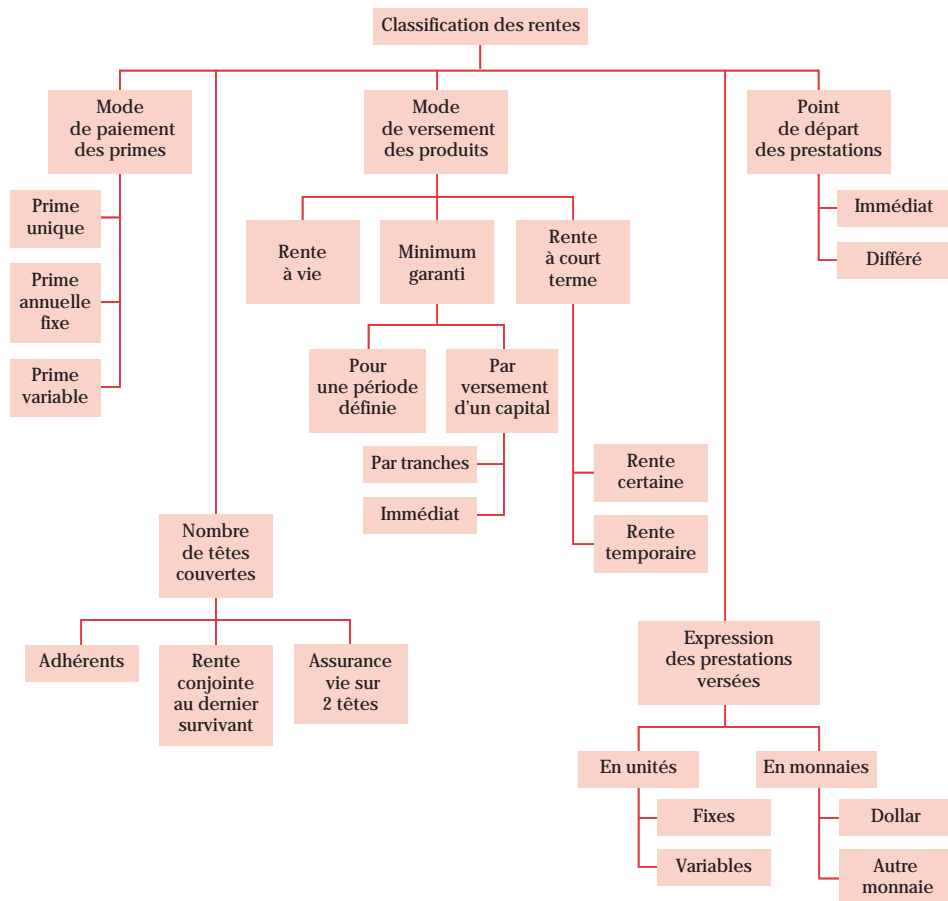 Classification des rentes
Mode
de paiement
des primes
Prime
unique
Prime
annuelle
fixe
Prime
variable
Nombre
de têtes
couvertes
Adhérents
Rente
conjointe
au dernier
survivant
Assurance
vie sur
2 têtes
Mode
de versement
des produits
Rente
à vie
Minimum
garanti
Pour
une période
définie
Par
versement
d'un capital
Par tranches
Immédiat
Rente
à court
terme
Rente
certaine
Rente
temporaire
Expression
des prestations
versées
En unités
Fixes
Variables
En monnaies
Dollar
Autre
monnaie
Point
de départ
des prestations
Immédiat
Différé